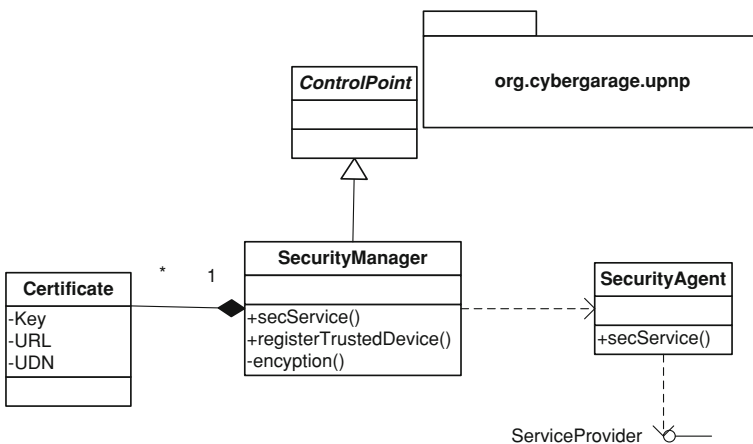 ControlPoint
org.cybergarage.upnp
SecurityManager
+secService()
+registerTrustedDevice()
-encyption()
* 1
Certificate
-Key
-URL
-UDN
SecurityAgent
+secService()
ServiceProvider